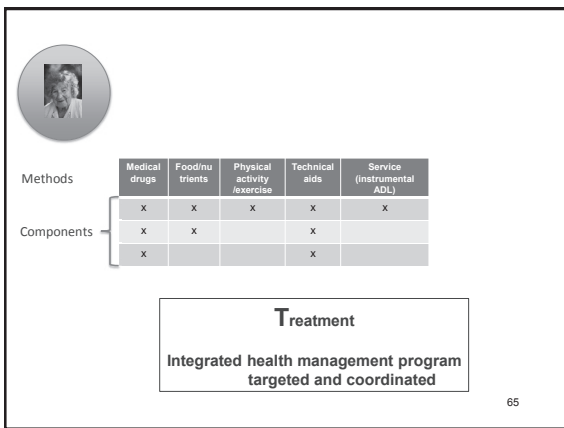 Methods
Medical Food/nu Physical Technical Service
drugs trients activity aids (instrumental
/exercise ADL)
x x x x x
Components
x x x
x x
Treatment
Integrated health management program
targeted and coordinated
65